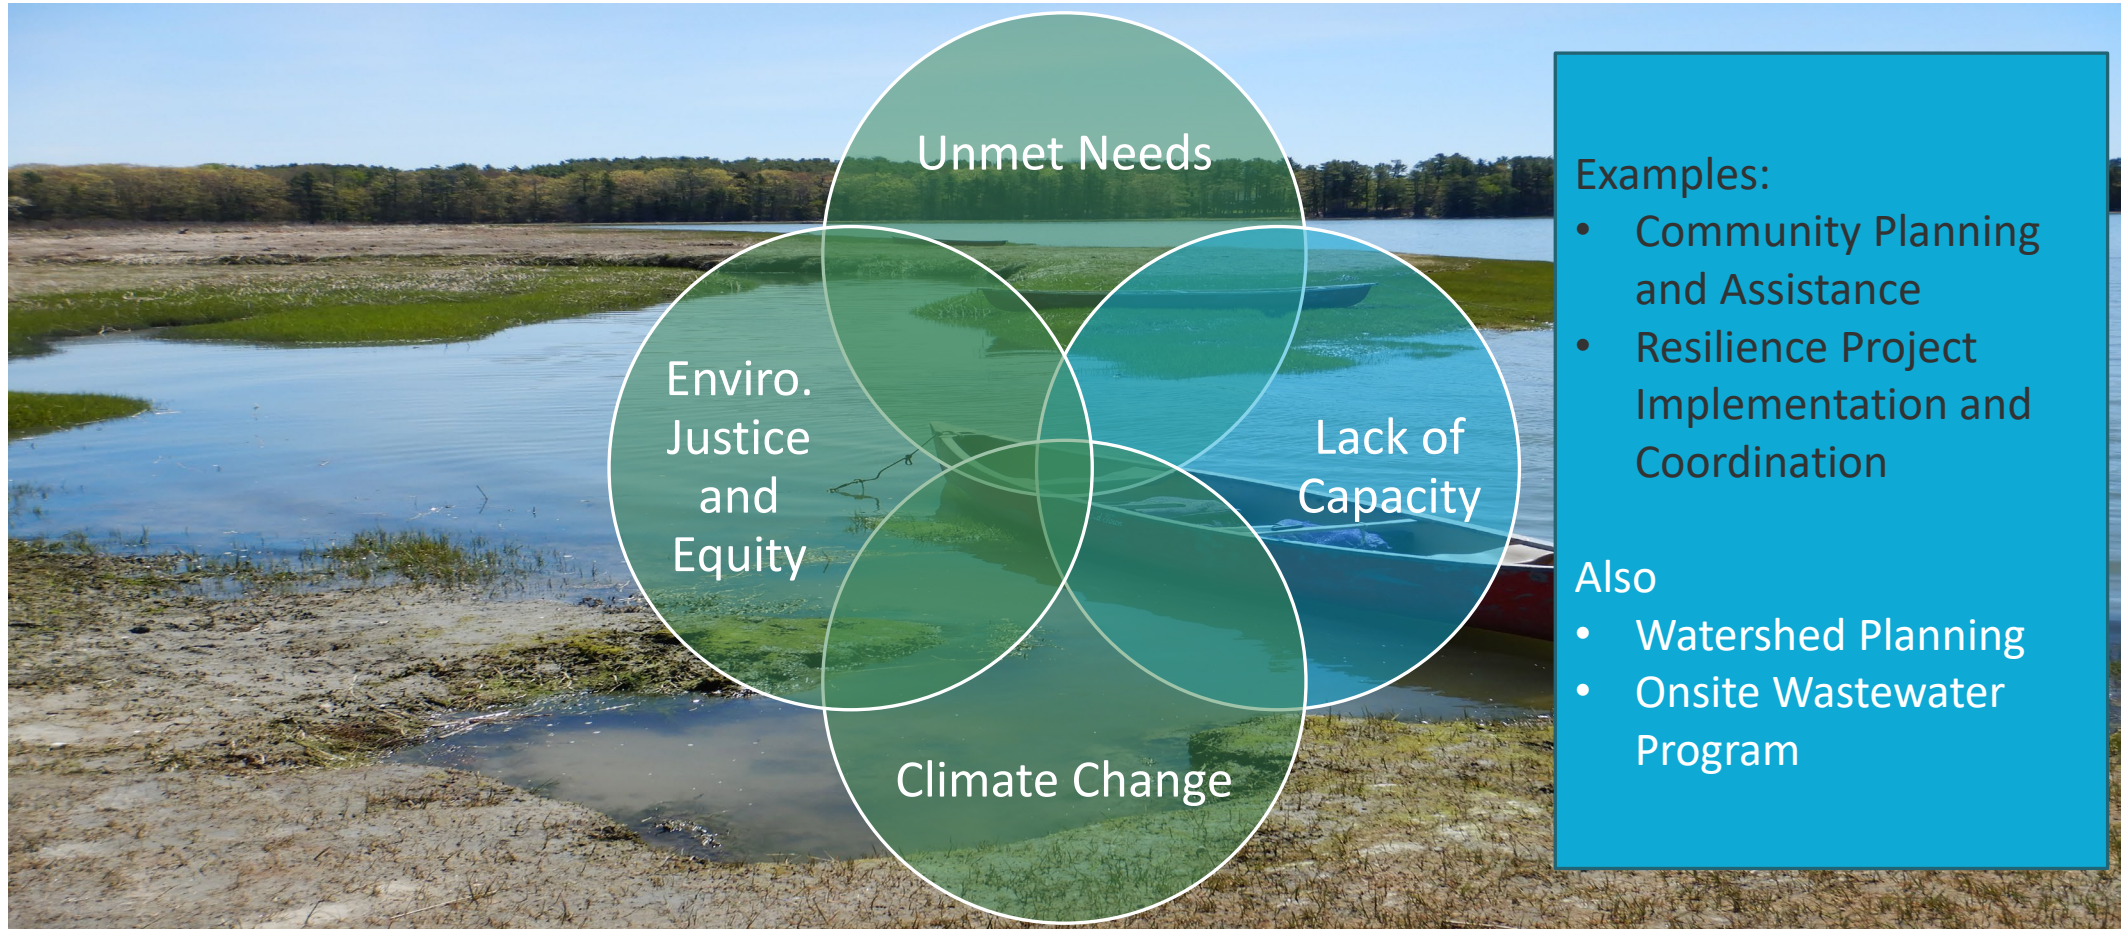 Unmet Needs
Enviro.
Justice
and
Equity
Lack of
Capacity
Climate Change
Examples:
• Community Planning
and Assistance
• Resilience Project
Implementation and
Coordination
Also
• Watershed Planning
• Onsite Wastewater
Program